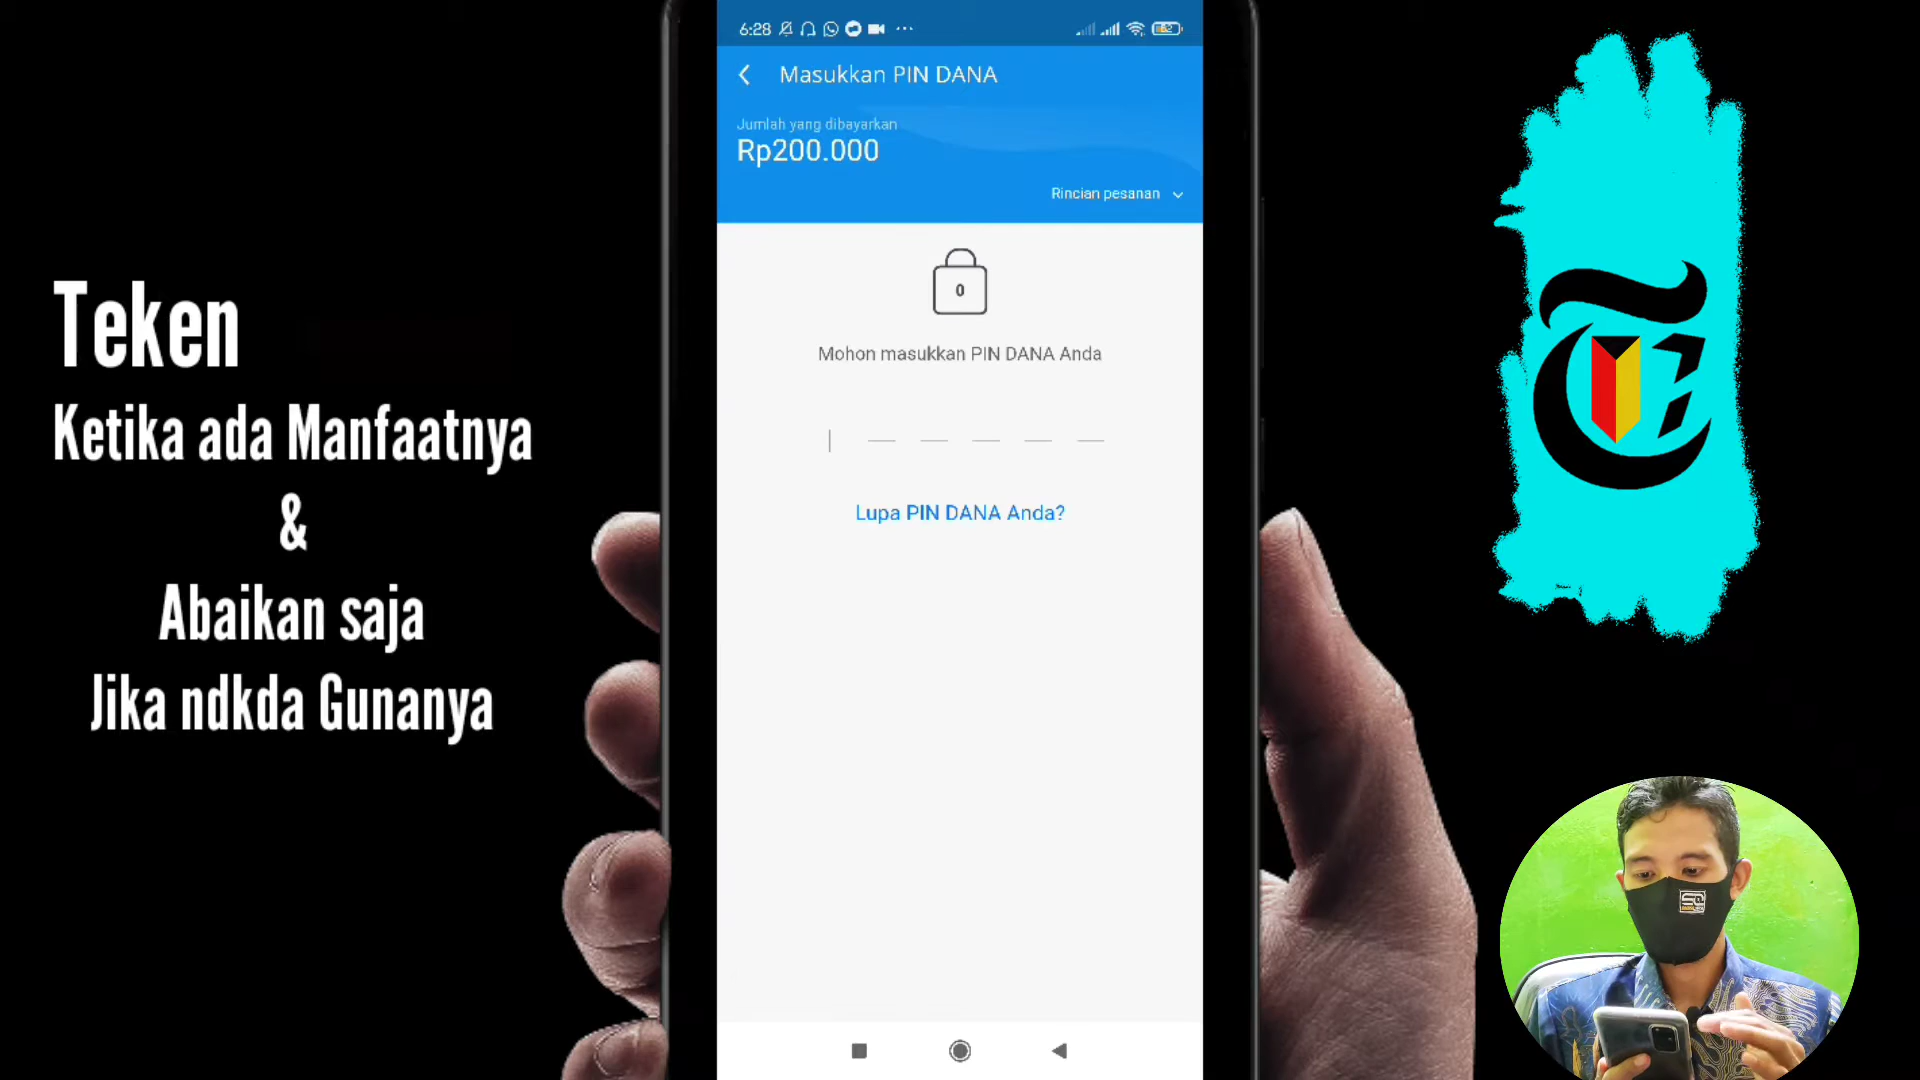 6:28
62
Masukkan PIN DANA
Jumlah yang dibayarkan
Rp200.000
Rincian pesanan
0
Mohon masukkan PIN DANA Anda
Lupa PIN DANA Anda?
Teken
Ketika ada Manfaatnya
&
Abaikan saja
Jika ndkda Gunanya